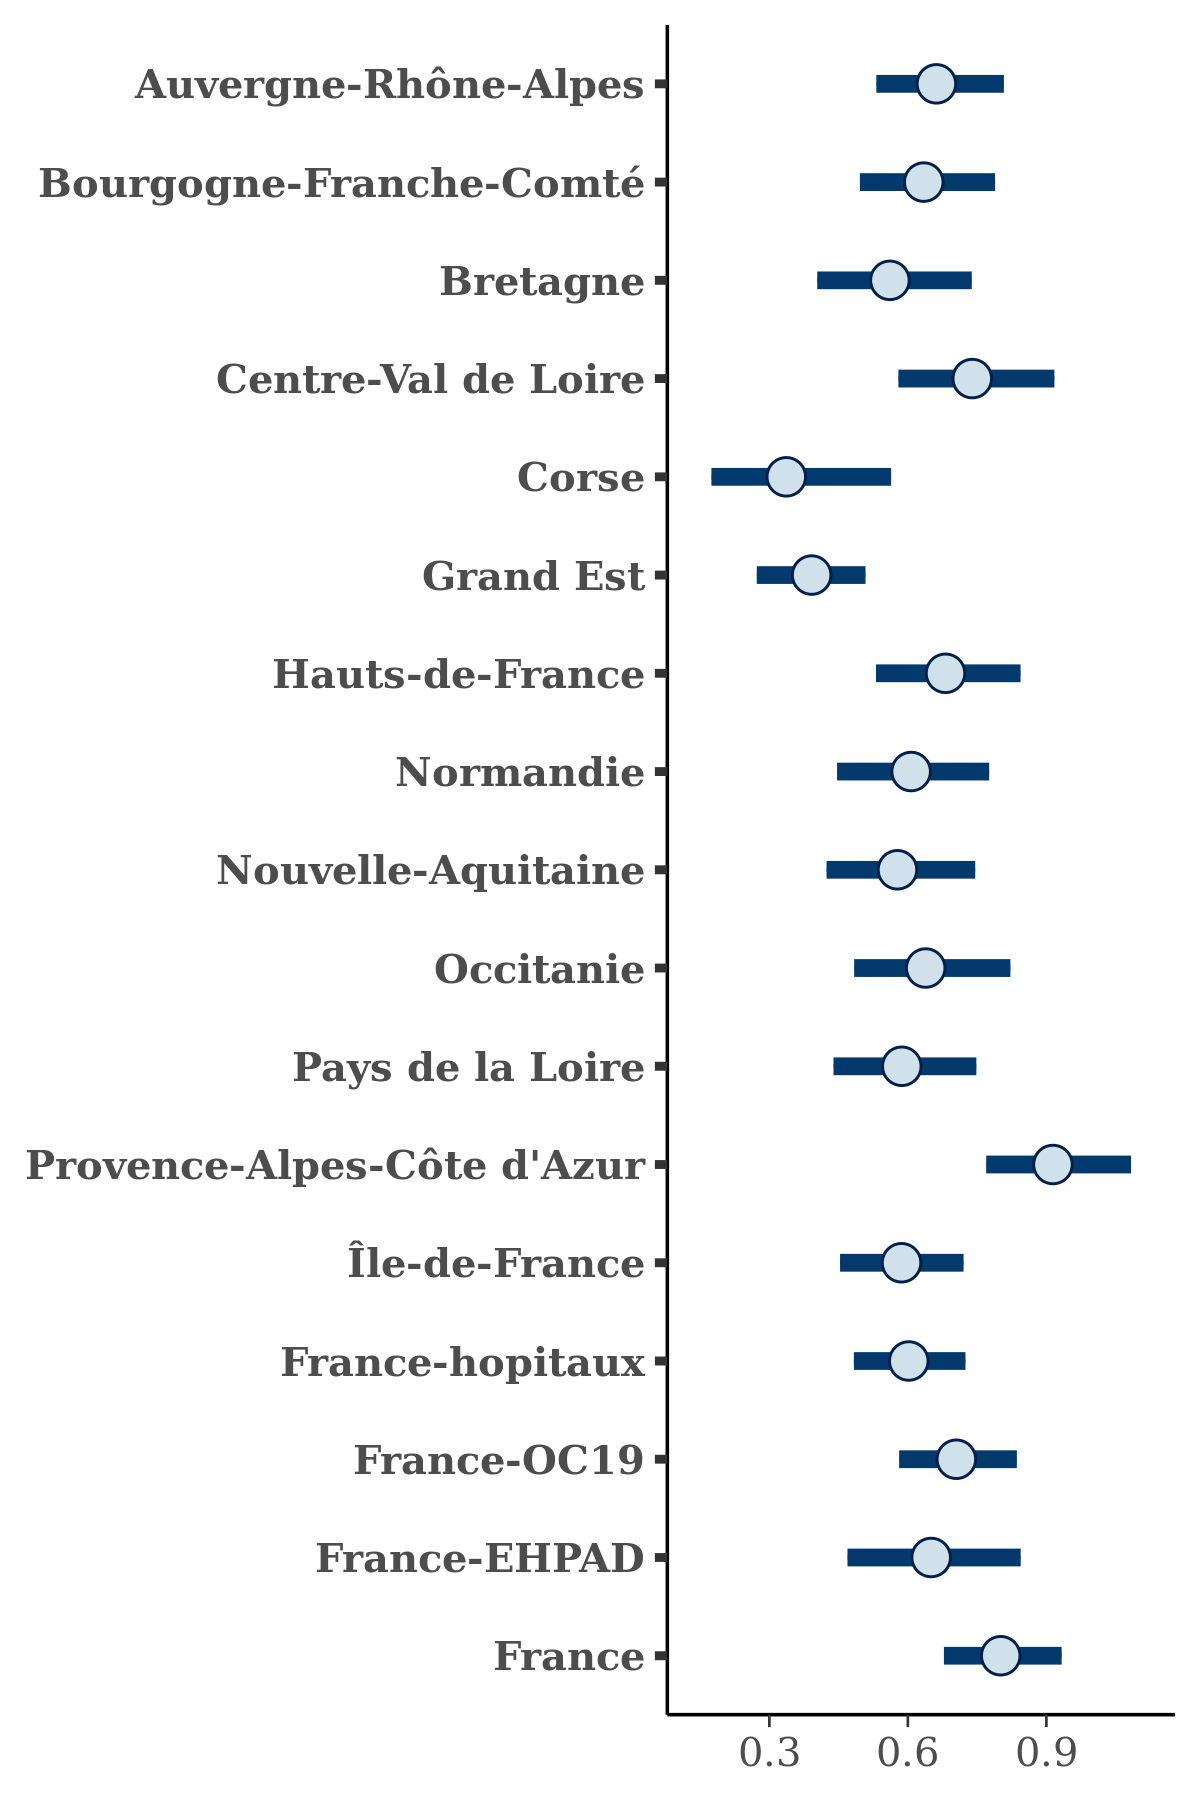 Auvergne-Rhône-Alpes
Bourgogne-Franche-Comté
Bretagne
Centre-Val de Loire
Corse
Grand Est
Hauts-de-France
Normandie
Nouvelle-Aquitaine
Occitanie
Pays de la Loire
Provence-Alpes-Côte d'Azur
Île-de-France
France-hopitaux
France-OC19
France-EHPAD
France
0.3 0.6 0.9